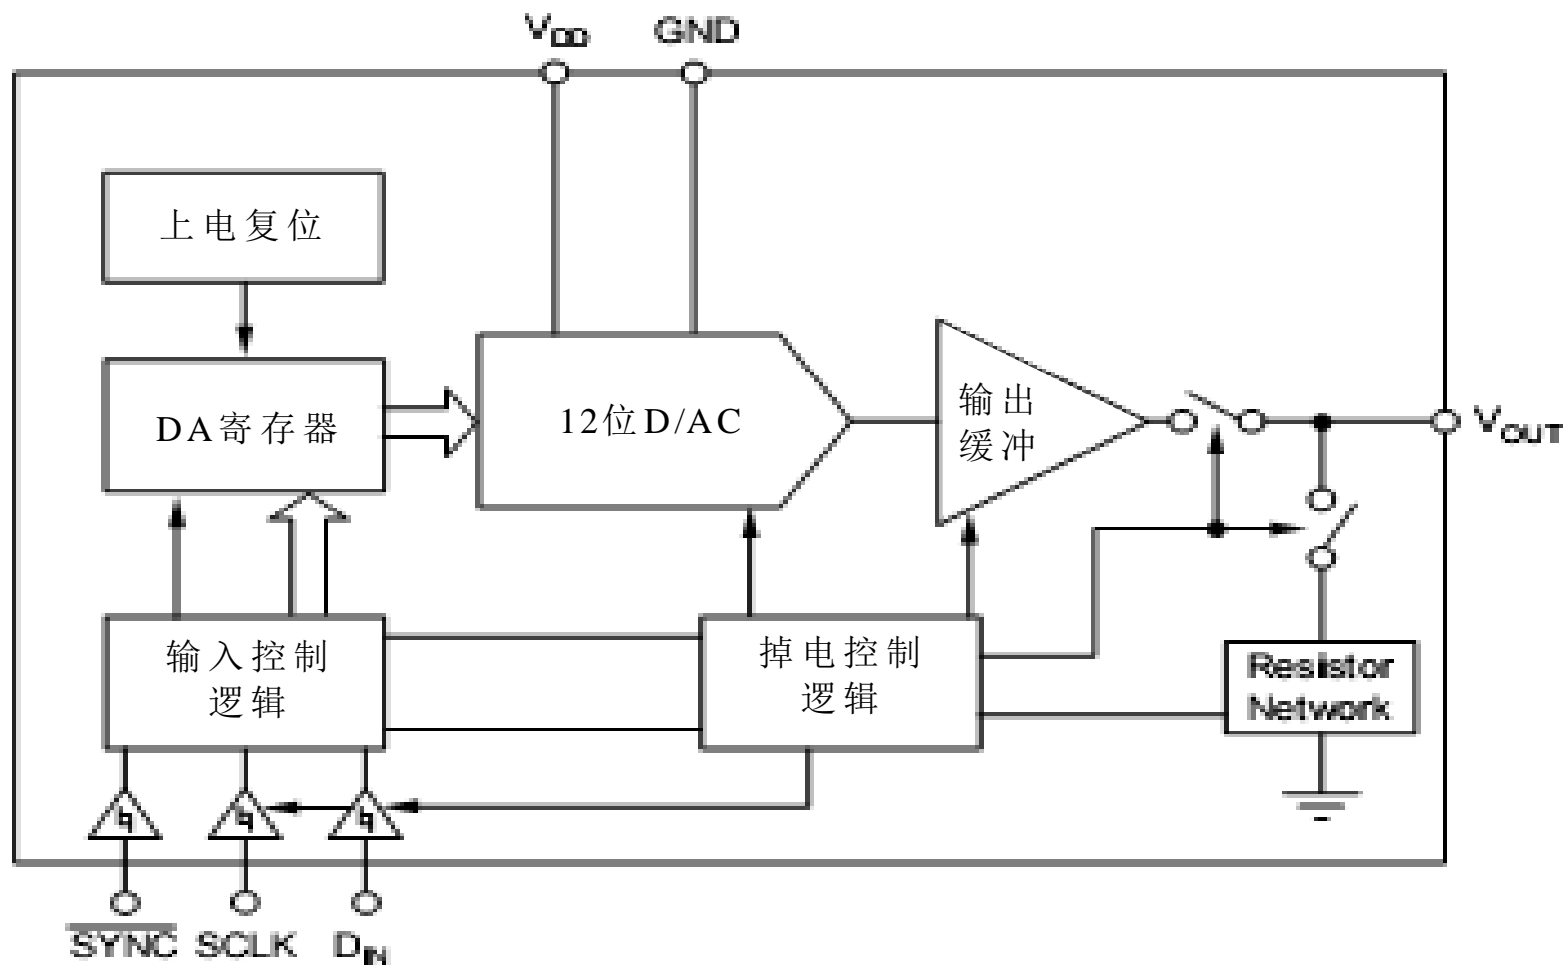 VDD GND
上电复位
DA寄存器
12位D/AC
输出
缓冲
VOUT
输入控制
逻辑
掉电控制
逻辑
Resistor
Network
SYNC SCLK DIN